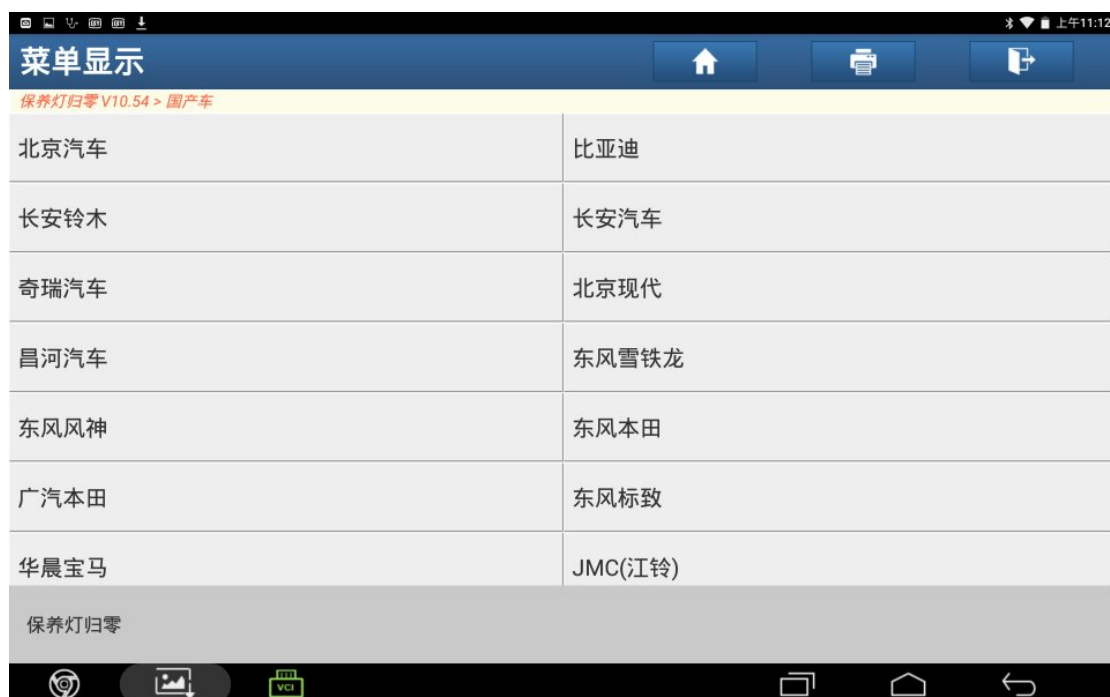 上午11:12
菜单显示
保养灯归零 V10.54 > 国产车
北京汽车
比亚迪
长安铃木
长安汽车
奇瑞汽车
北京现代
昌河汽车
东风雪铁龙
东风风神
东风本田
广汽本田
东风标致
华晨宝马
JMC(江铃)
保养灯归零
VCI